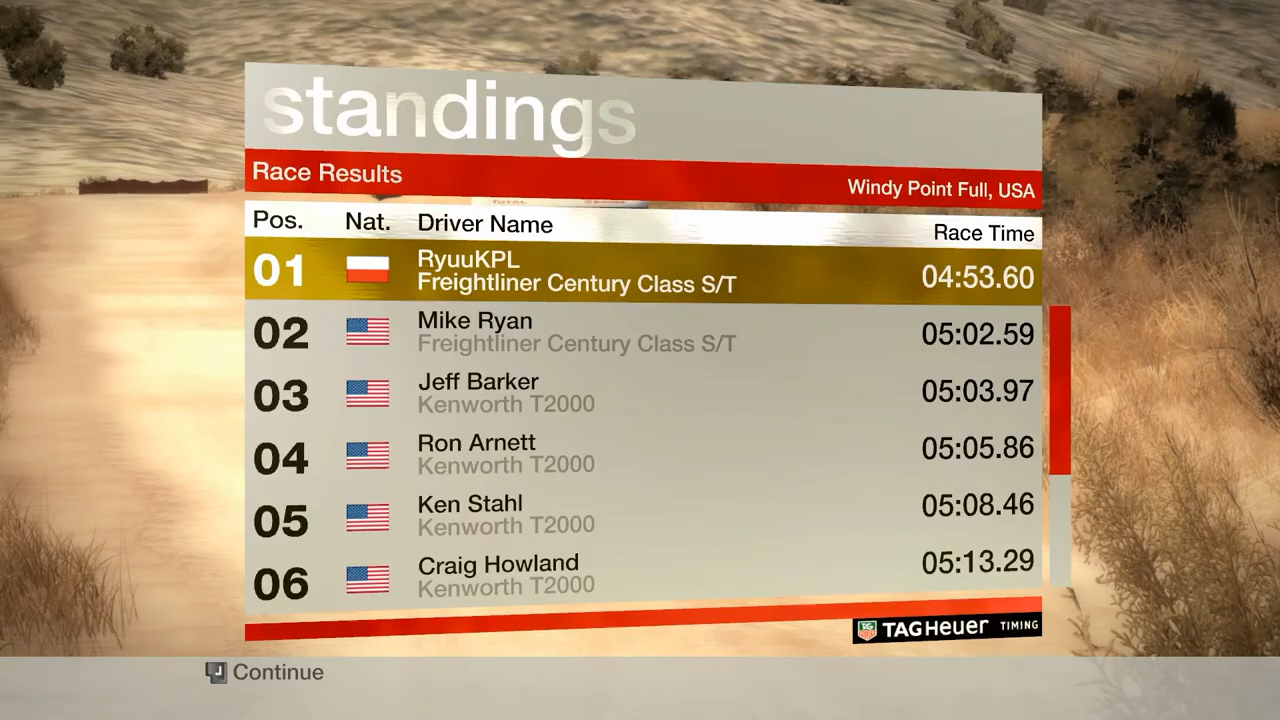 standings
Race Results
Windy Point Full, USA
Pos. Nat. Driver Name Race Time
01 RyuuKPL 04:53.60
Freightliner Century Class S/T
02 Mike Ryan 05:02.59
Freightliner Century Class S/T
03 Jeff Barker 05:03.97
Kenworth T2000
04 Ron Arnett 05:05.86
Kenworth T2000
05 Ken Stahl 05:08.46
Kenworth T2000
06 Craig Howland 05:13.29
Kenworth T2000
TAG HEUER TAGHeuer TIMING
Continue